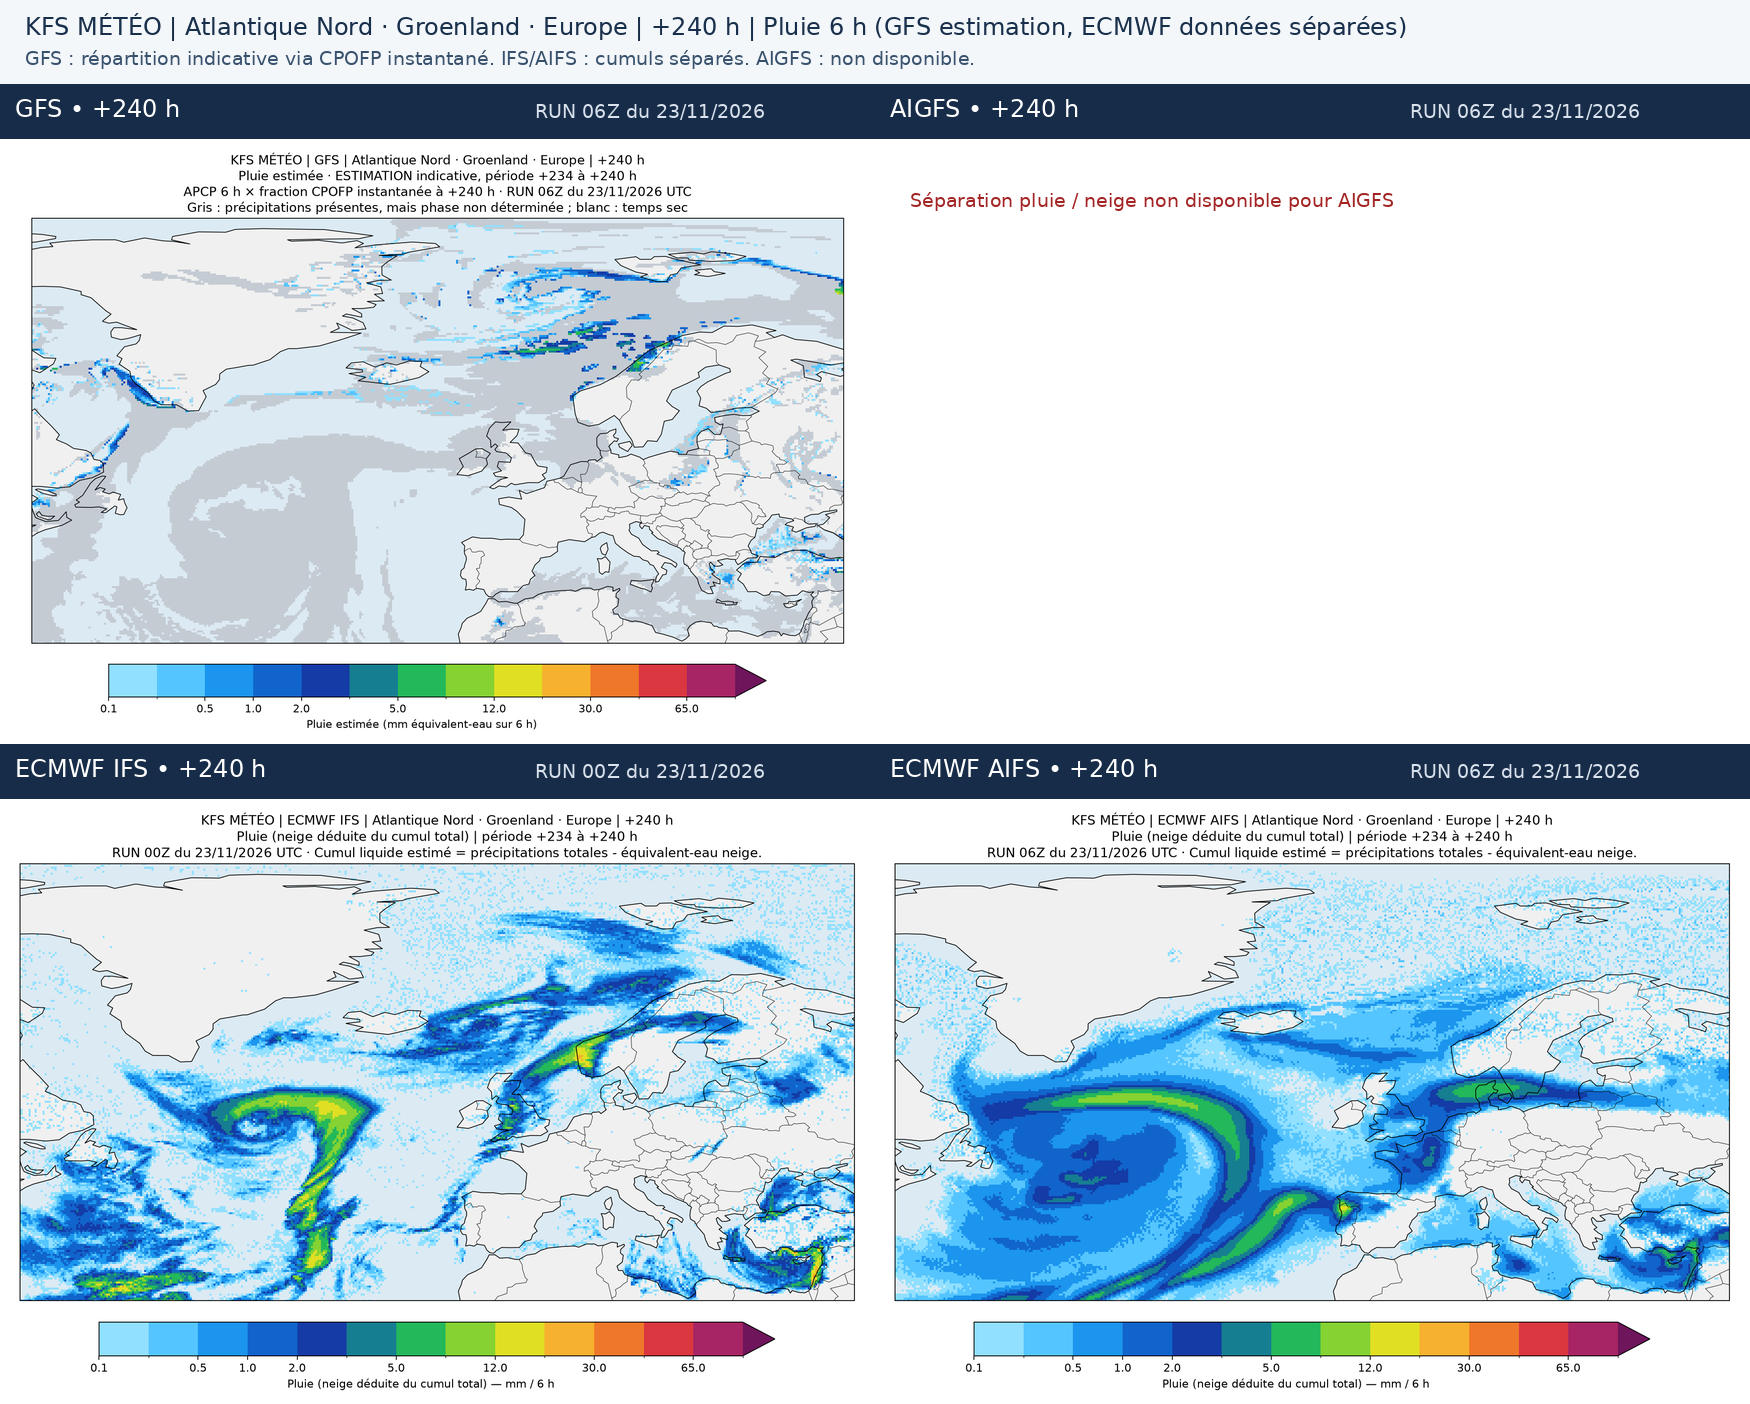 KFS MÉTÉO | Atlantique Nord · Groenland · Europe | +240 h | Pluie 6 h (GFS estimation, ECMWF données séparées)
GFS : répartition indicative via CPOFP instantané. IFS/AIFS : cumuls séparés. AIGFS : non disponible.
GFS • +240 h
RUN 06Z du 23/11/2026
AIGFS • +240 h
RUN 06Z du 23/11/2026
KFS MÉTÉO | GFS | Atlantique Nord · Groenland · Europe | +240 h
Pluie estimée · ESTIMATION indicative, période +234 à +240 h
APCP 6 h × fraction CPOFP instantanée à +240 h · RUN 06Z du 23/11/2026 UTC
Gris : précipitations présentes, mais phase non déterminée ; blanc : temps sec
Séparation pluie / neige non disponible pour AIGFS
0.1 0.5 1.0 2.0 5.0 12.0 30.0 65.0
Pluie estimée (mm équivalent-eau sur 6 h)
ECMWF IFS • +240 h
RUN 00Z du 23/11/2026
ECMWF AIFS • +240 h
RUN 06Z du 23/11/2026
KFS MÉTÉO | ECMWF IFS | Atlantique Nord · Groenland · Europe | +240 h
Pluie (neige déduite du cumul total) | période +234 à +240 h
RUN 00Z du 23/11/2026 UTC · Cumul liquide estimé = précipitations totales - équivalent-eau neige.
0.1 0.5 1.0 2.0 5.0 12.0 30.0 65.0
Pluie (neige déduite du cumul total) — mm / 6 h
KFS MÉTÉO | ECMWF AIFS | Atlantique Nord · Groenland · Europe | +240 h
Pluie (neige déduite du cumul total) | période +234 à +240 h
RUN 06Z du 23/11/2026 UTC · Cumul liquide estimé = précipitations totales - équivalent-eau neige.
0.1 0.5 1.0 2.0 5.0 12.0 30.0 65.0
Pluie (neige déduite du cumul total) — mm / 6 h